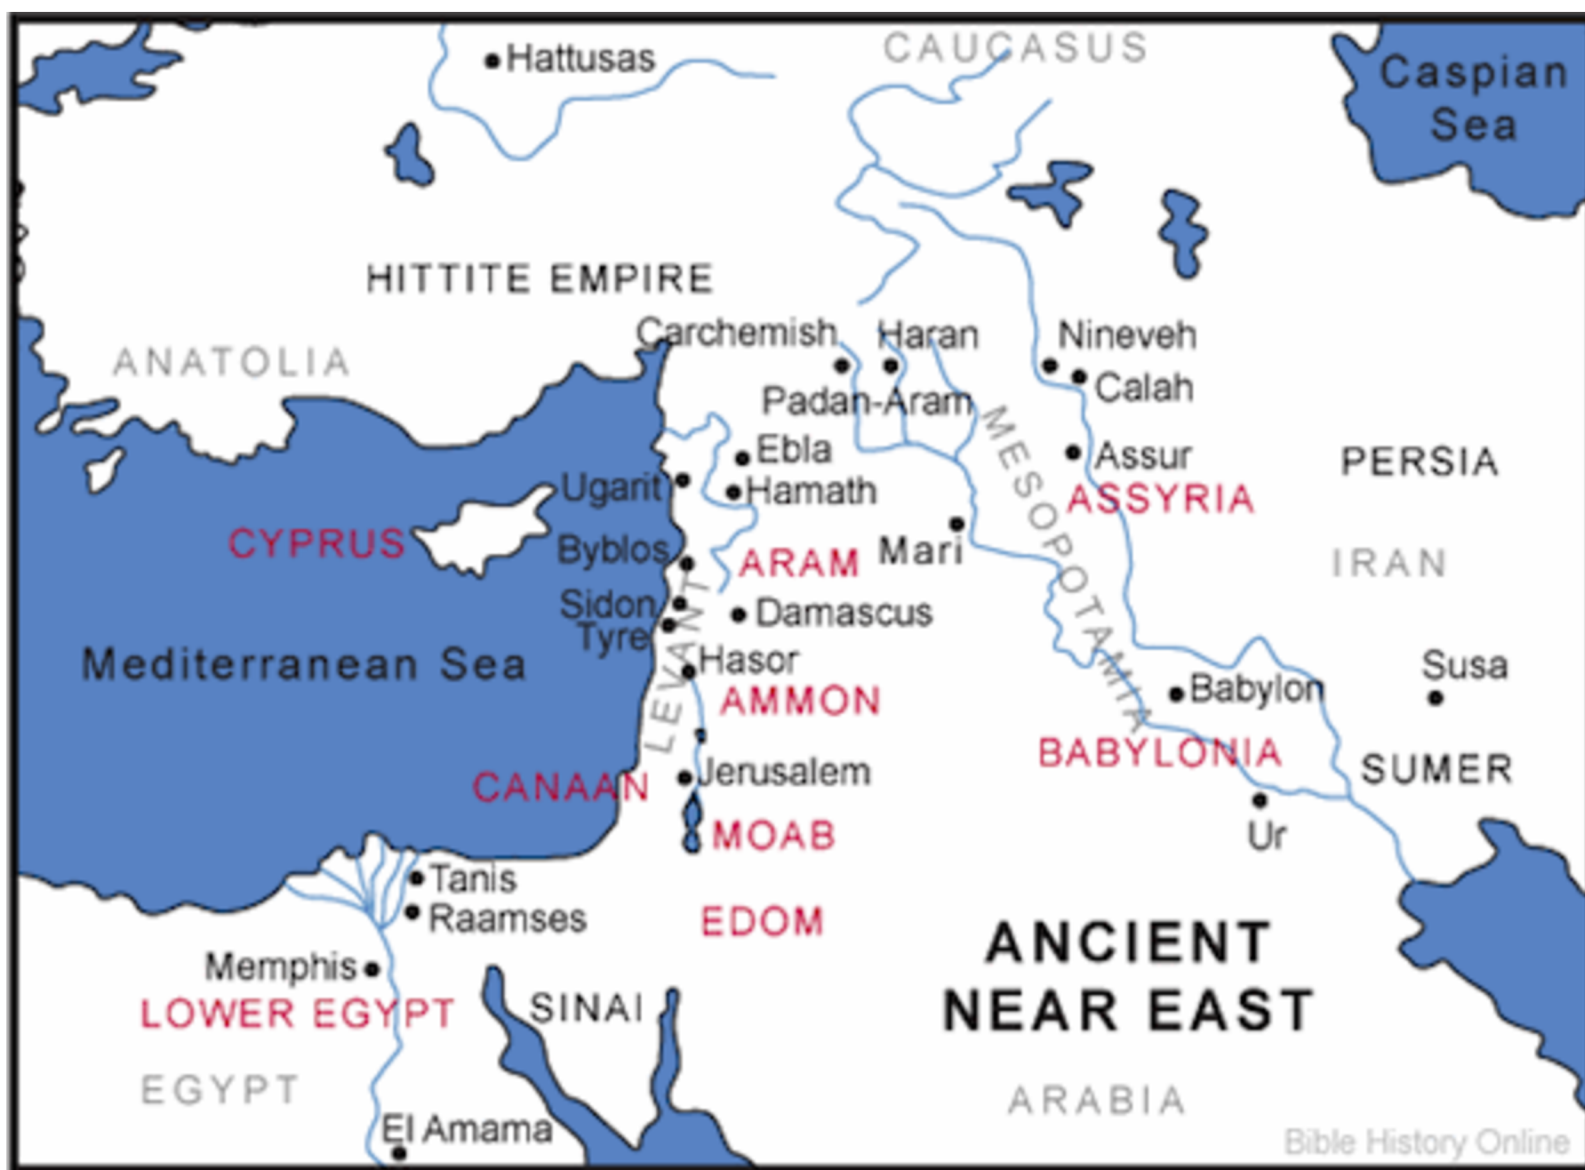 Hattusas
CAUCASUS
Caspian
Sea
HITTITE EMPIRE
ANATOLIA
Carchemish
Haran
Nineveh
Calah
Padan-Aram
MESOPOTAMIA
Ebla
Assur
PERSIA
Ugarit
Hamath
ASSYRIA
CYPRUS
Byblos
ARAM
Mari
IRAN
Sidon
Damascus
Tyre
LEVANT
Mediterranean Sea
Hasor
Susa
AMMON
Babylon
BABYLONIA
CANAAN
Jerusalem
SUMER
MOAB
Ur
Tanis
Raamses
EDOM
ANCIENT
NEAR EAST
Memphis
LOWER EGYPT
SINAI
EGYPT
ARABIA
El Amama
Bible History Online